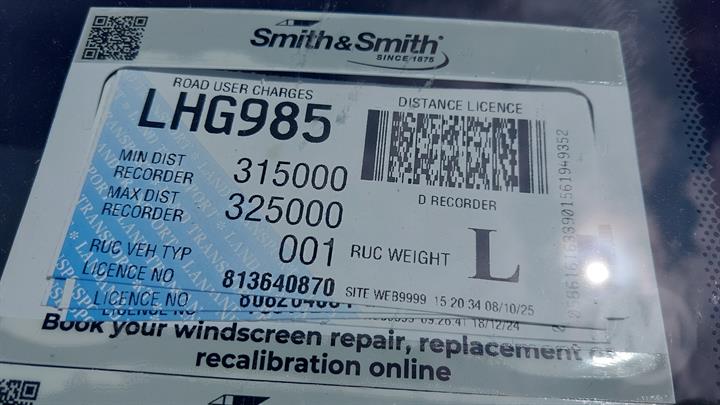 Smith&Smith®
SINCE 1875
ROAD USER CHARGES
LHG985
DISTANCE LICENCE
MIN DIST RECORDER 315000
MAX DIST RECORDER 325000
D RECORDER
RUC VEH TYP 001 RUC WEIGHT L
LICENCE NO 813640870 SITE WEB9999 15 20 34 08/10/25
LICENCE NO
LICENCE NO 18/12/24
Book your windscreen repair, replacement
recalibration online